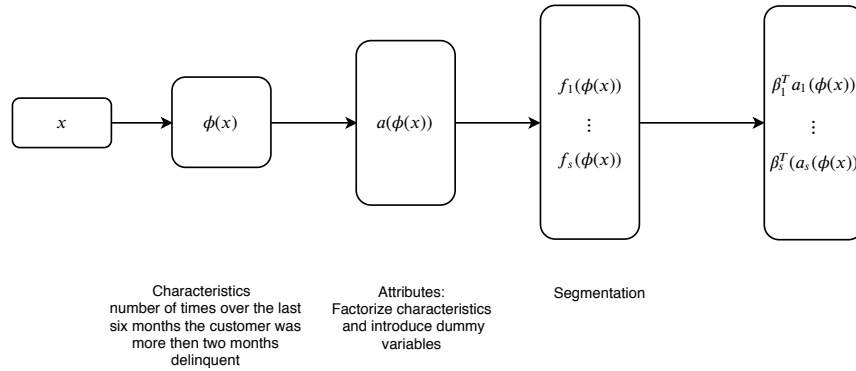 x
ϕ(x)
a(ϕ(x))
f₁(ϕ(x))
⋮
fₛ(ϕ(x))
β₁ᵀ a₁(ϕ(x))
⋮
βₛᵀ(aₛ(ϕ(x))
Characteristics
number of times over the last
six months the customer was
more then two months
delinquent
Attributes:
Factorize characteristics
and introduce dummy
variables
Segmentation